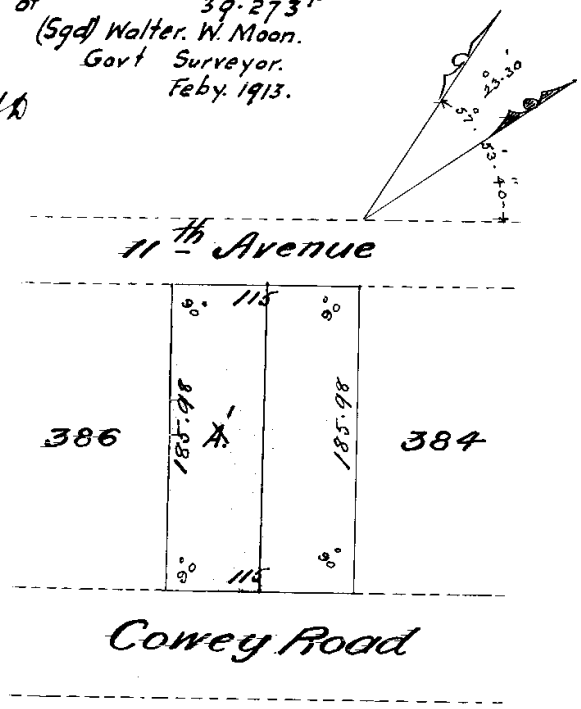 of 39.273'
(Sgd) Walter. W. Moon.
Govt Surveyor.
Feby. 1913.
23°.30'
57°. 53'. 40"
11th Avenue
90° 115 90°
386 185.98 A' 185.98 384
90° 115 90°
Cowey Road